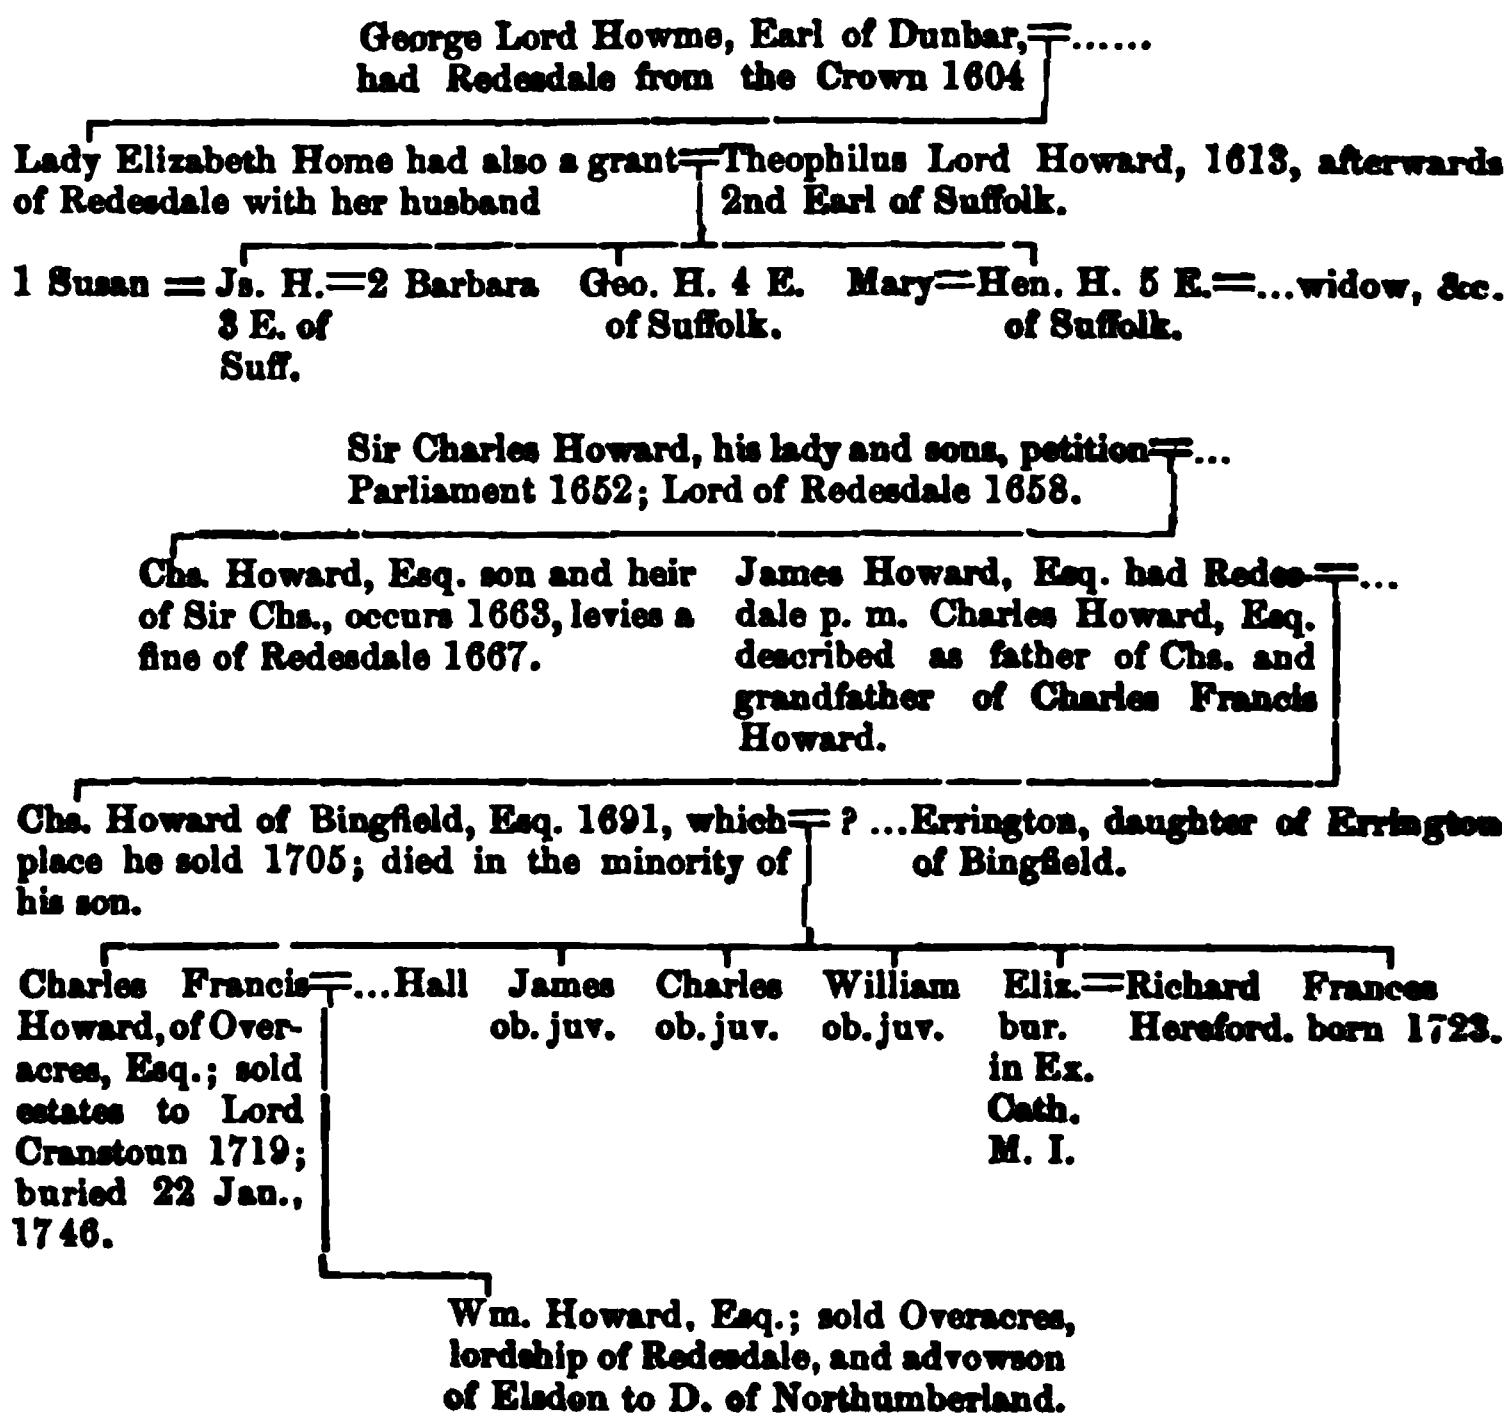 George Lord Howme, Earl of Dunbar,=......
had Redesdale from the Crown 1604
Lady Elizabeth Home had also a grant=Theophilus Lord Howard, 1613, afterwards
of Redesdale with her husband 2nd Earl of Suffolk.
1 Susan = Js. H.=2 Barbara Geo. H. 4 E. Mary=Hen. H. 5 E.=...widow, &c.
3 E. of of Suffolk. of Suffolk.
Suff.
Sir Charles Howard, his lady and sons, petition=...
Parliament 1652; Lord of Redesdale 1658.
Chs. Howard, Esq. son and heir James Howard, Esq. had Redes-=...
of Sir Chs., occurs 1663, levies a dale p. m. Charles Howard, Esq.
fine of Redesdale 1667. described as father of Chs. and
grandfather of Charles Francis
Howard.
Chs. Howard of Bingfield, Esq. 1691, which= ? ...Errington, daughter of Errington
place he sold 1705; died in the minority of of Bingfield.
his son.
Charles Francis=...Hall James Charles William Eliz.=Richard Frances
Howard, of Over- ob. juv. ob. juv. ob. juv. bur. Hereford. born 1723.
acres, Esq.; sold in Ex.
estates to Lord Cath.
Cranstoun 1719; M. I.
buried 22 Jan.,
1746.
Wm. Howard, Esq.; sold Overacres,
lordship of Redesdale, and advowson
of Elsdon to D. of Northumberland.